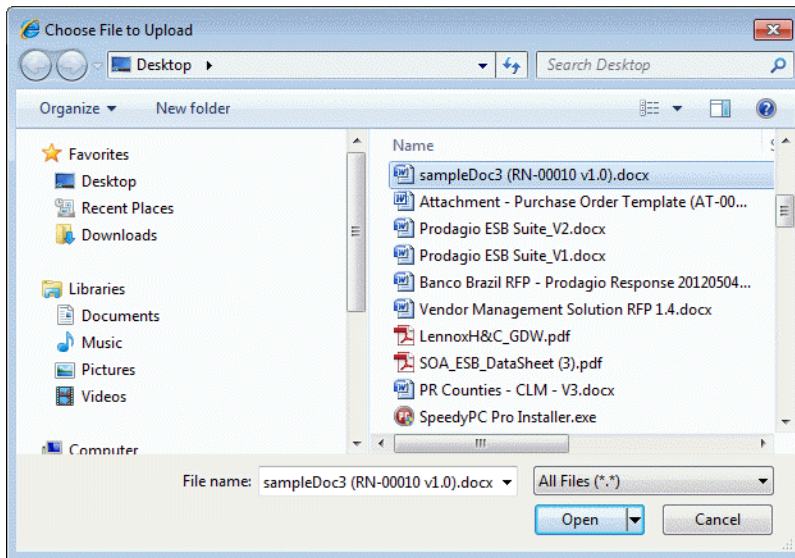 Choose File to Upload
Desktop
Search Desktop
Organize
New folder
Favorites
Desktop
Recent Places
Downloads
Libraries
Documents
Music
Pictures
Videos
Computer
Name
sampleDoc3 (RN-00010 v1.0).docx
Attachment - Purchase Order Template (AT-00...
Prodagio ESB Suite_V2.docx
Prodagio ESB Suite_V1.docx
Banco Brazil RFP - Prodagio Response 20120504...
Vendor Management Solution RFP 1.4.docx
LennoxH&C_GDW.pdf
SOA_ESB_DataSheet (3).pdf
PR Counties - CLM - V3.docx
SpeedyPC Pro Installer.exe
File name: sampleDoc3 (RN-00010 v1.0).docx
All Files (*.*)
Open
Cancel